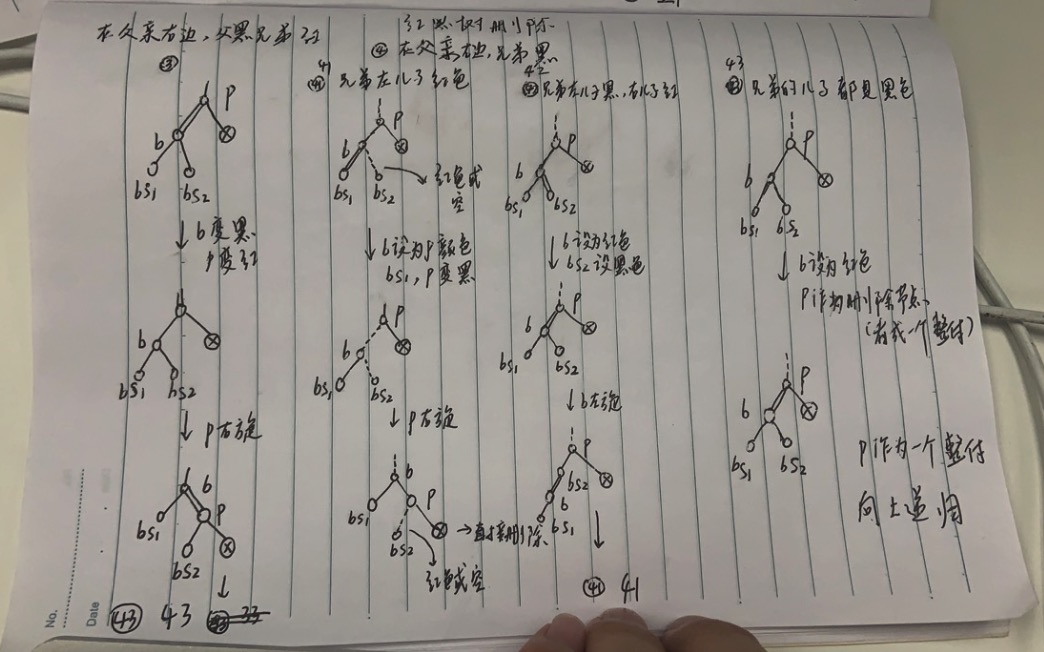 红黑树删除
在父亲右边,父黑兄弟红
③
p
b
bs1
bs2
b变黑
p变红
b
bs1
bs2
p右旋
b
p
bs1
bs2
④³ 43
④ 在父亲右边,兄弟黑
41
④¹ 兄弟左儿子红色
p
b
bs1
bs2
红色或
空
b设为p颜色
bs1,p变黑
p
b
bs1
bs2
p右旋
b
p
bs1
bs2
→直接删除
红色或空
42
兄弟左儿子黑,右儿子红
p
b
bs1
bs2
b设为红色
bs2设黑色
p
b
bs1
bs2
b左旋
p
bs2
b
bs1
④¹ 41
43
兄弟的儿子都是黑色
p
b
bs1
bs2
b设为红色
P作为删除节点
(看成一个整体)
p
b
bs1
bs2
P作为一个整体
向上递归
No.
Date